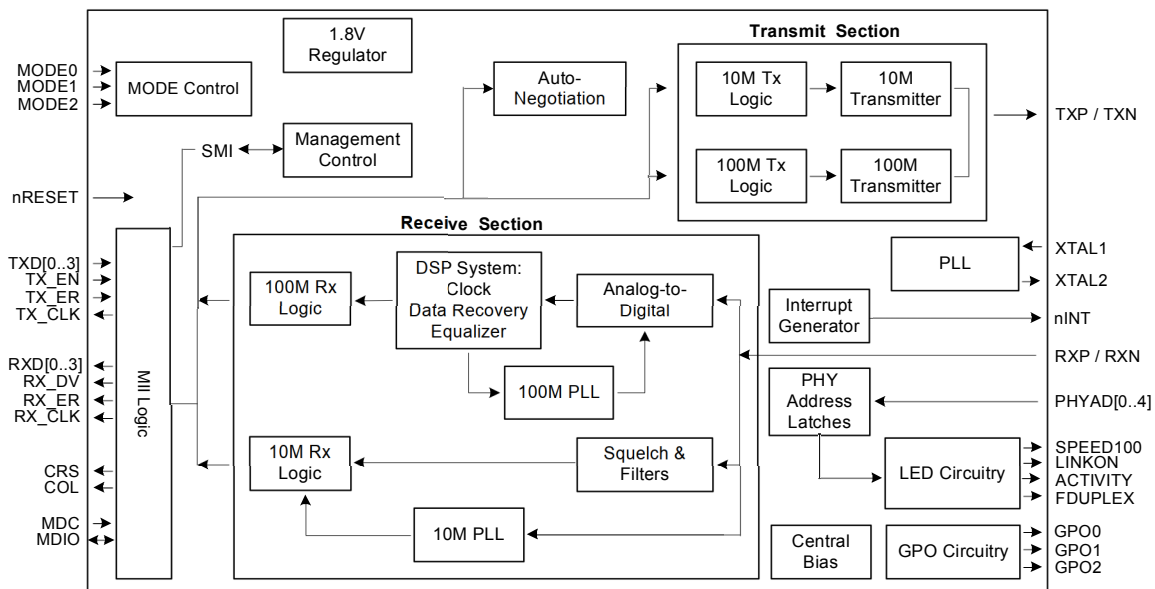 1.8V
Regulator
Transmit Section
MODE0
MODE1
MODE2
MODE Control
Auto-
Negotiation
10M Tx
Logic
10M
Transmitter
TXP / TXN
SMI
Management
Control
100M Tx
Logic
100M
Transmitter
nRESET
Receive Section
MII Logic
TXD[0..3]
TX_EN
TX_ER
TX_CLK
RXD[0..3]
RX_DV
RX_ER
RX_CLK
CRS
COL
MDC
MDIO
100M Rx
Logic
DSP System:
Clock
Data Recovery
Equalizer
Analog-to-
Digital
100M PLL
10M Rx
Logic
Squelch &
Filters
10M PLL
PLL
XTAL1
XTAL2
Interrupt
Generator
nINT
RXP / RXN
PHY
Address
Latches
PHYAD[0..4]
LED Circuitry
SPEED100
LINKON
ACTIVITY
FDUPLEX
Central
Bias
GPO Circuitry
GPO0
GPO1
GPO2